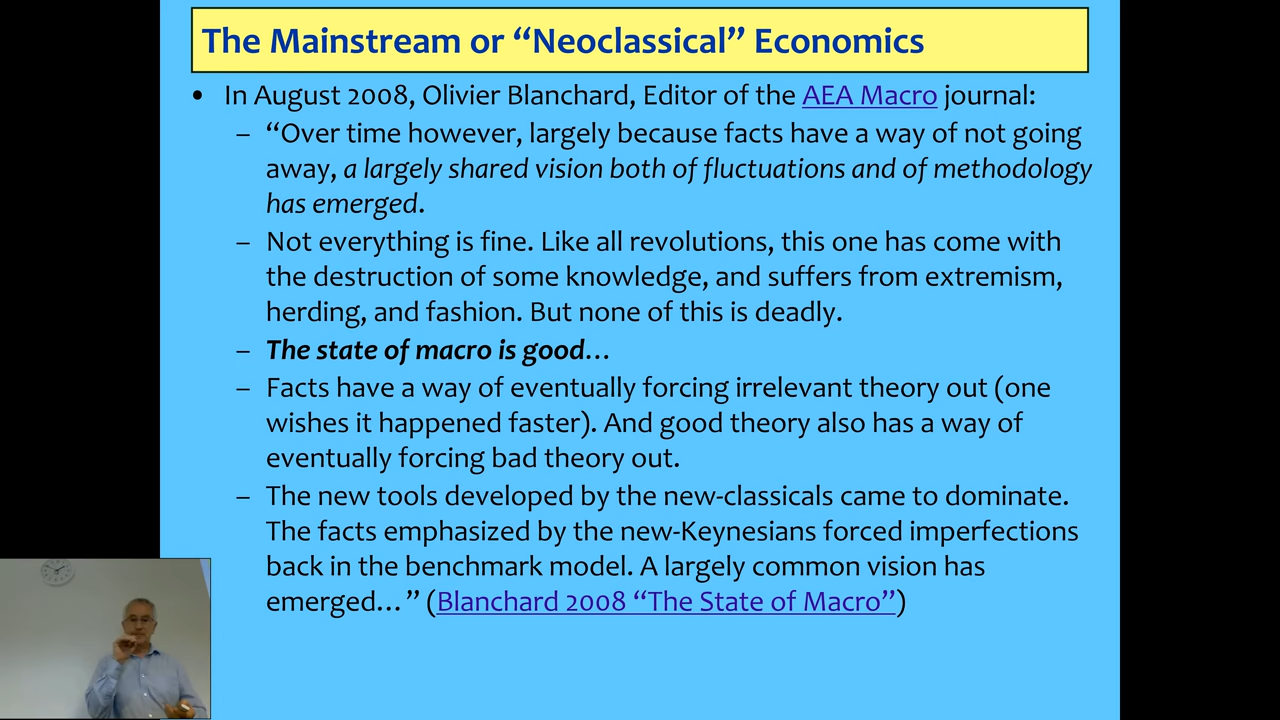 The Mainstream or “Neoclassical” Economics
• In August 2008, Olivier Blanchard, Editor of the AEA Macro journal:
– “Over time however, largely because facts have a way of not going
away, a largely shared vision both of fluctuations and of methodology
has emerged.
– Not everything is fine. Like all revolutions, this one has come with
the destruction of some knowledge, and suffers from extremism,
herding, and fashion. But none of this is deadly.
– The state of macro is good…
– Facts have a way of eventually forcing irrelevant theory out (one
wishes it happened faster). And good theory also has a way of
eventually forcing bad theory out.
– The new tools developed by the new-classicals came to dominate.
The facts emphasized by the new-Keynesians forced imperfections
back in the benchmark model. A largely common vision has
emerged…” (Blanchard 2008 “The State of Macro”)